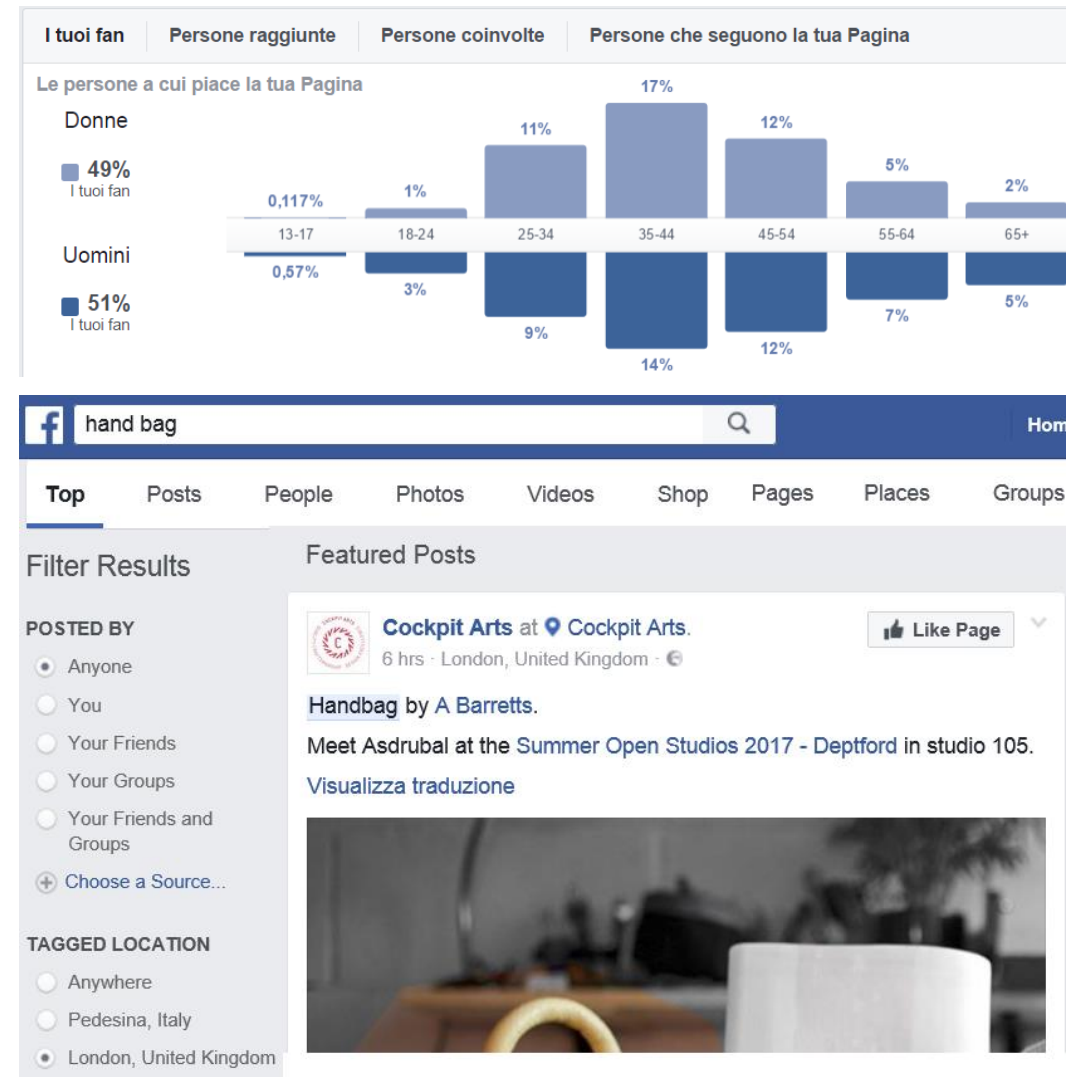 I tuoi fan Persone raggiunte Persone coinvolte Persone che seguono la tua Pagina
Le persone a cui piace la tua Pagina
Donne
49%
I tuoi fan
0,117% 1% 11% 17% 12% 5% 2%
13-17 18-24 25-34 35-44 45-54 55-64 65+
Uomini
51%
I tuoi fan
0,57% 3% 9% 14% 12% 7% 5%
f hand bag Hom
Top Posts People Photos Videos Shop Pages Places Groups
Filter Results
POSTED BY
Anyone
You
Your Friends
Your Groups
Your Friends and
Groups
Choose a Source...
TAGGED LOCATION
Anywhere
Pedesina, Italy
London, United Kingdom
Featured Posts
Cockpit Arts at Cockpit Arts.
Like Page
6 hrs · London, United Kingdom ·
Handbag by A Barretts.
Meet Asdrubal at the Summer Open Studios 2017 - Deptford in studio 105.
Visualizza traduzione